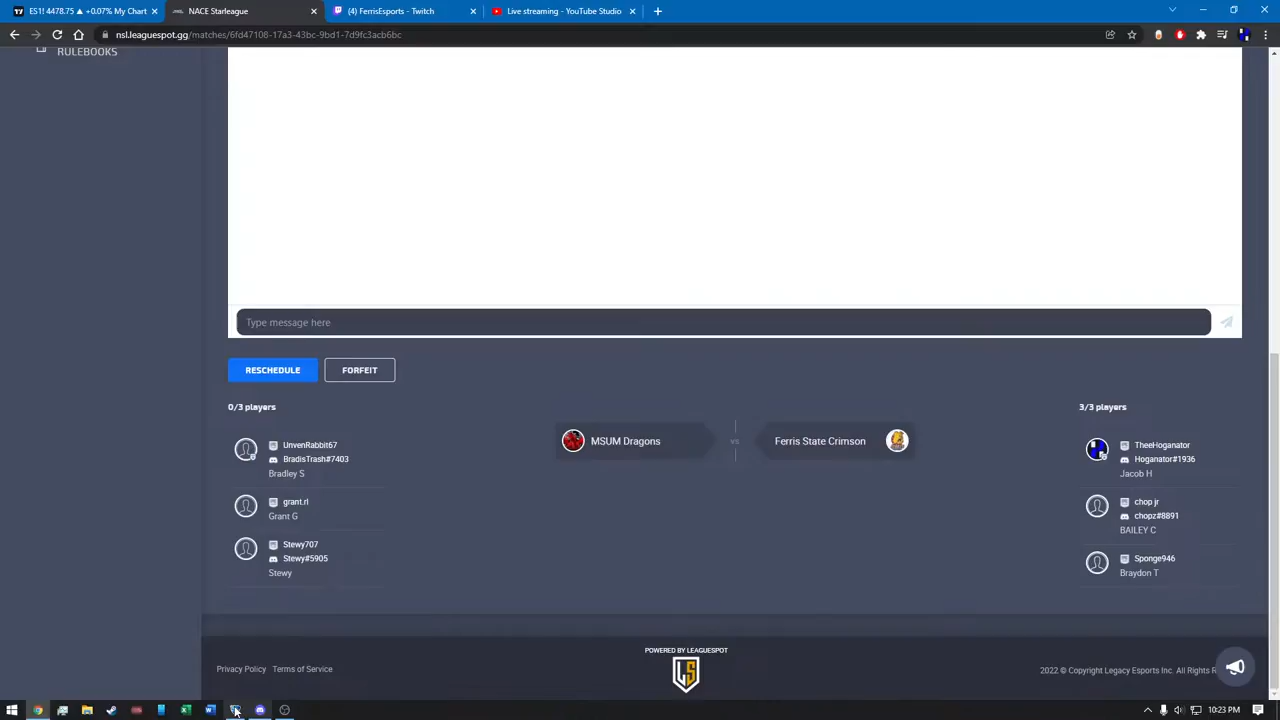 ES1! 4478.75 ▲ +0.07% My Chart
NACE Starleague
(4) FerrisEsports - Twitch
Live streaming - YouTube Studio
nsl.leaguespot.gg/matches/6fd47108-17a3-43bc-9bd1-7d9fc3acb6bc
RULEBOOKS
Type message here
RESCHEDULE
FORFEIT
0/3 players
3/3 players
UnvenRabbit67
BradisTrash#7403
Bradley S
grant.rl
Grant G
Stewy707
Stewy#5905
Stewy
MSUM Dragons
vs
Ferris State Crimson
TheeHoganator
Hoganator#1936
Jacob H
chop jr
chopz#8891
BAILEY C
Sponge946
Braydon T
POWERED BY LEAGUESPOT
LS
Privacy Policy
Terms of Service
2022 © Copyright Legacy Esports Inc. All Rights R
10:23 PM